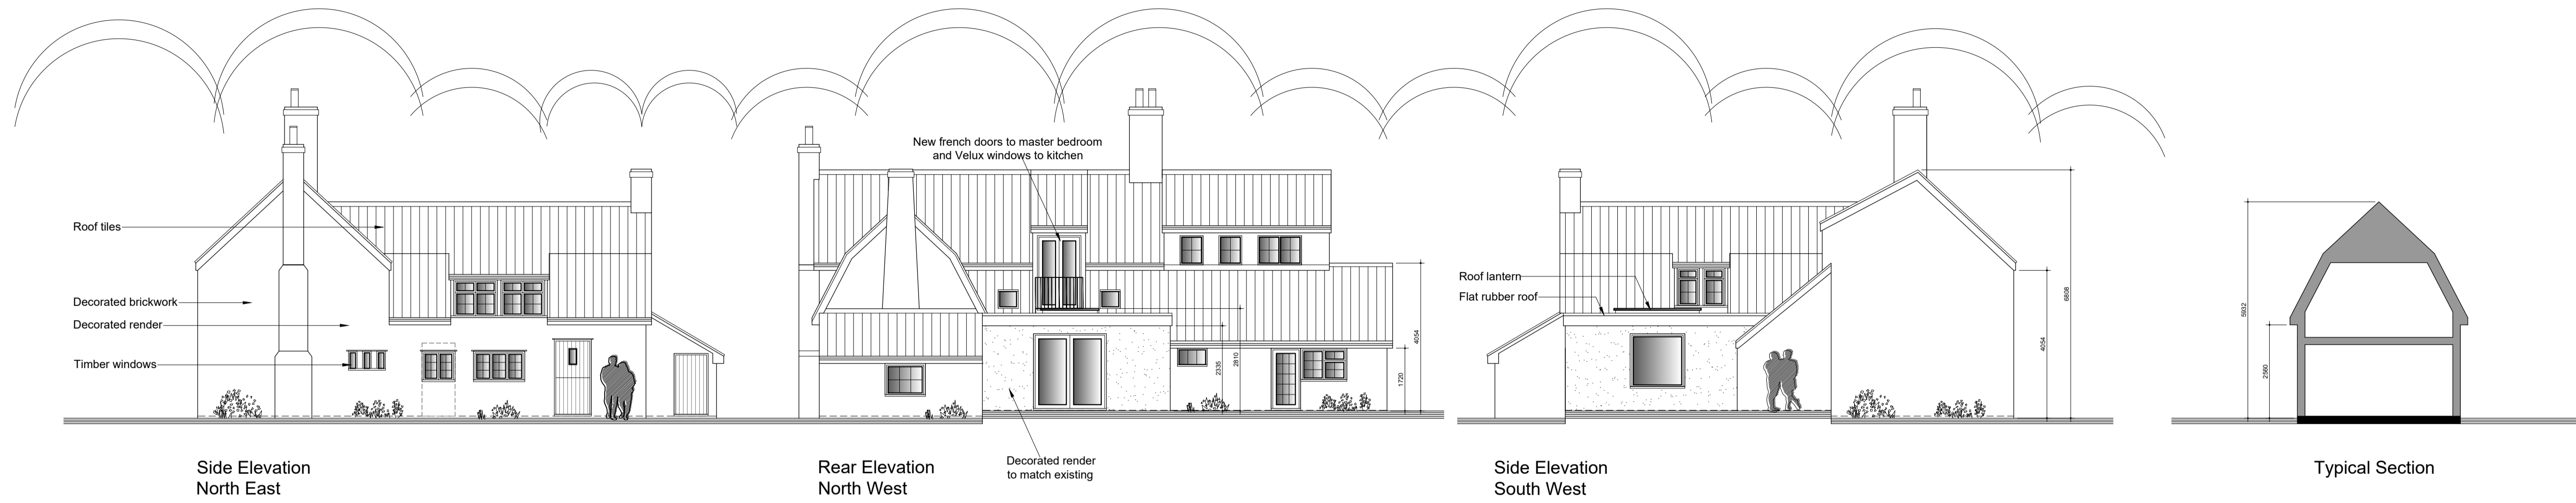 Roof tiles
Decorated brickwork
Decorated render
Timber windows
Side Elevation
North East
New french doors to master bedroom
and Velux windows to kitchen
2335
2810
1720
4054
Decorated render
to match existing
Rear Elevation
North West
Roof lantern
Flat rubber roof
4054
6808
Side Elevation
South West
5932
2560
Typical Section